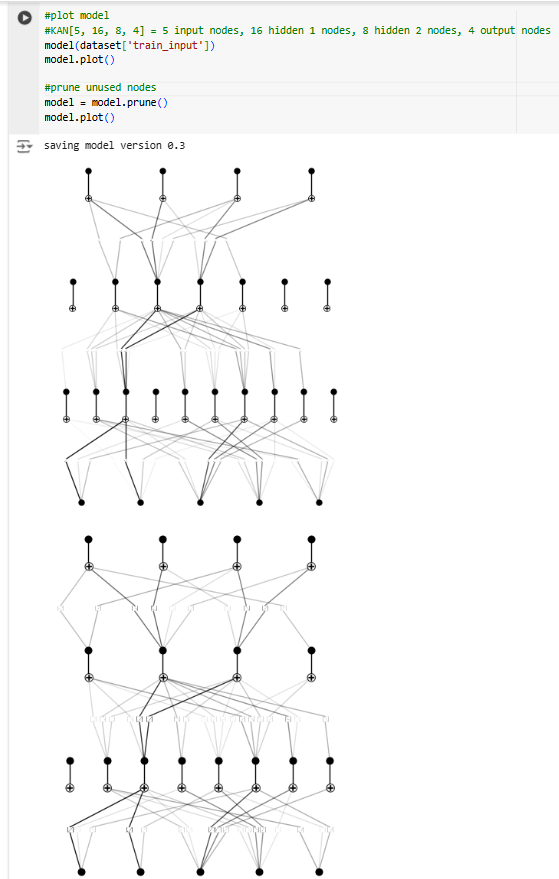 #plot model
#KAN[5, 16, 8, 4] = 5 input nodes, 16 hidden 1 nodes, 8 hidden 2 nodes, 4 output nodes
model(dataset['train_input'])
model.plot()
#prune unused nodes
model = model.prune()
model.plot()
saving model version 0.3